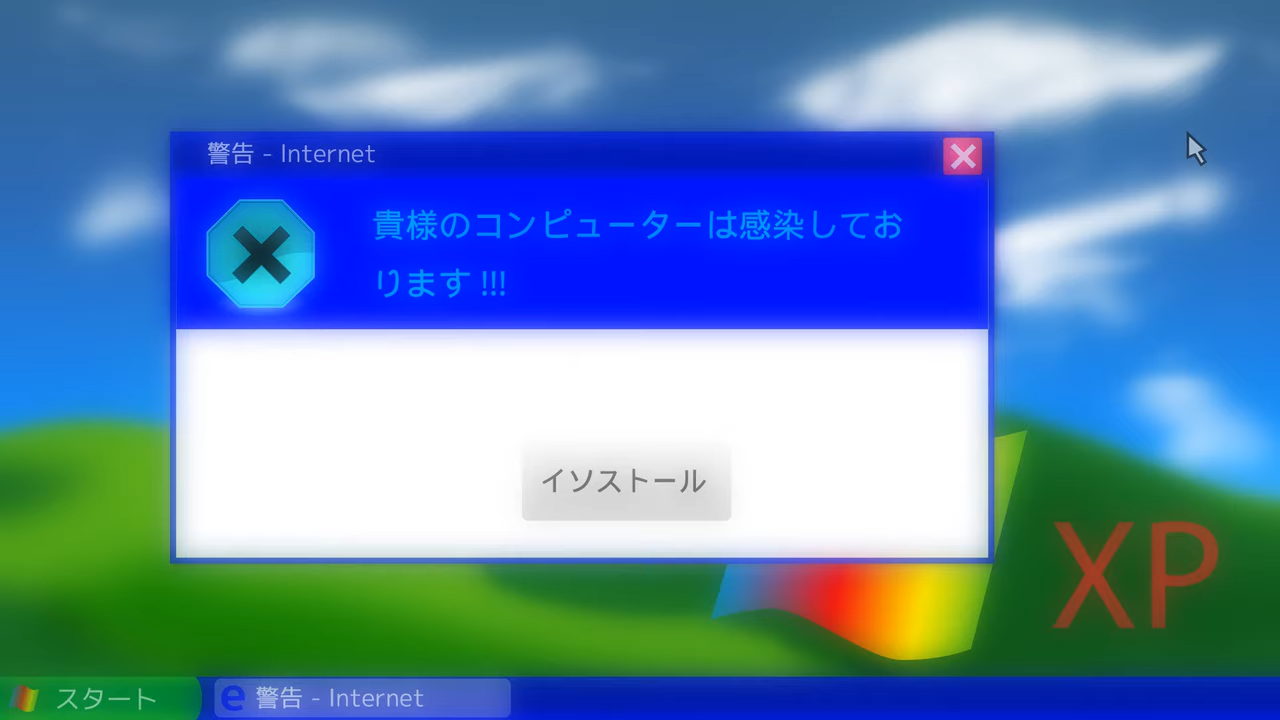 警告 - Internet
貴様のコンピューターは感染してお
ります !!!
イソストール
XP
スタート
警告 - Internet